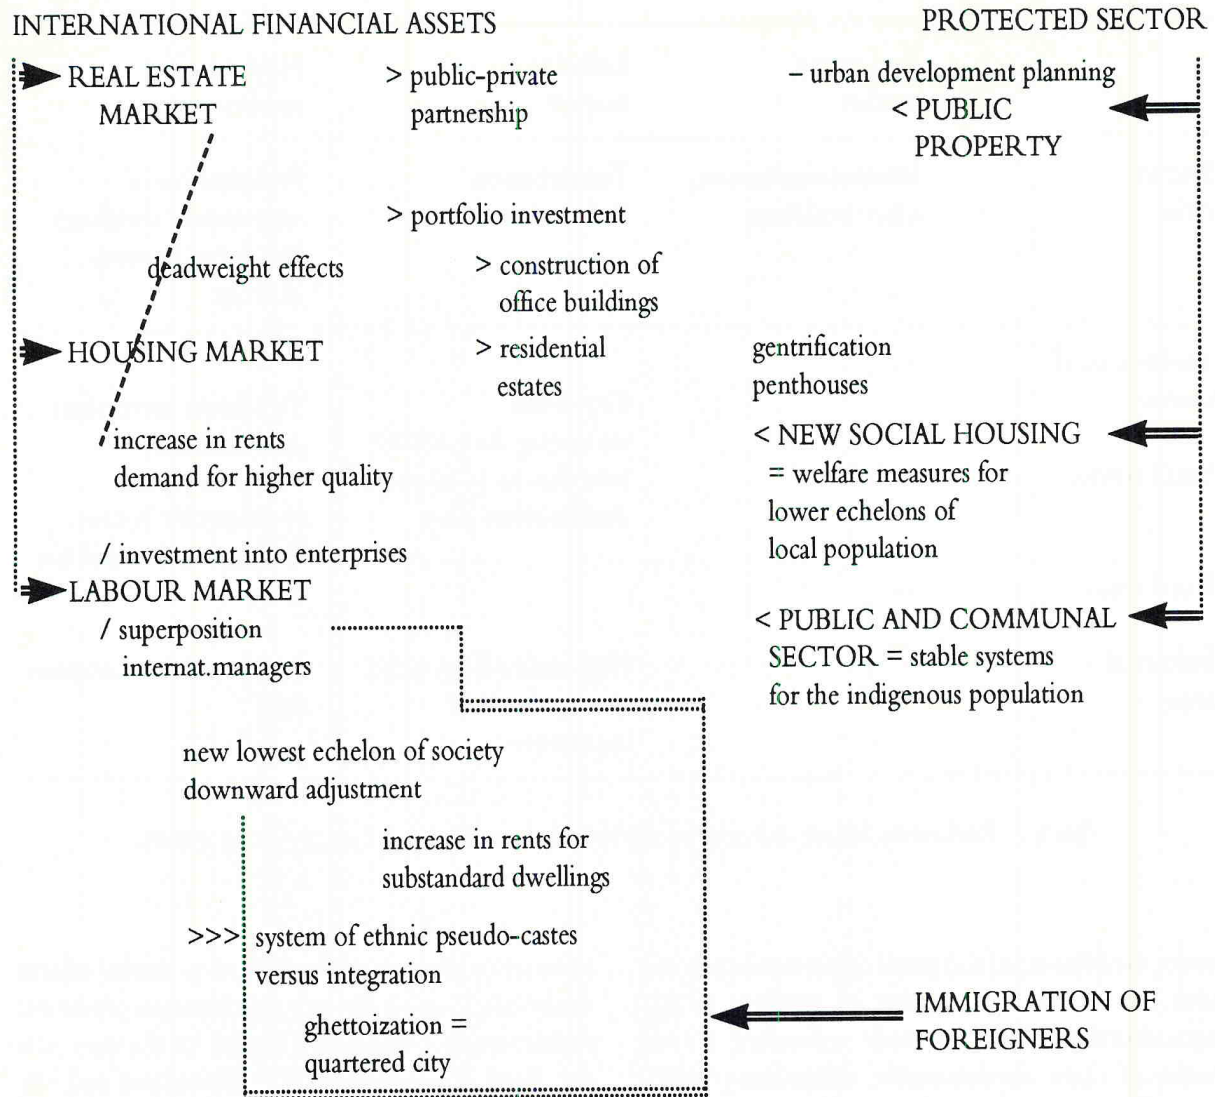 INTERNATIONAL FINANCIAL ASSETS
PROTECTED SECTOR
REAL ESTATE
MARKET
> public-private
partnership
– urban development planning
< PUBLIC
PROPERTY
> portfolio investment
deadweight effects
> construction of
office buildings
HOUSING MARKET
> residential
estates
gentrification
penthouses
increase in rents
demand for higher quality
< NEW SOCIAL HOUSING
= welfare measures for
lower echelons of
local population
/ investment into enterprises
LABOUR MARKET
/ superposition
internat.managers
< PUBLIC AND COMMUNAL
SECTOR = stable systems
for the indigenous population
new lowest echelon of society
downward adjustment
increase in rents for
substandard dwellings
>>> system of ethnic pseudo-castes
versus integration
ghettoization =
quartered city
IMMIGRATION OF
FOREIGNERS